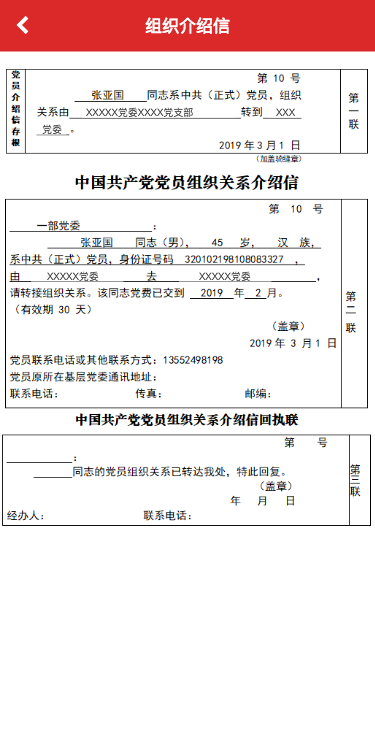 组织介绍信
党员介绍信存根
第 10 号
张亚国 同志系中共（正式）党员，组织
关系由 XXXXX党委XXXX党支部 转到 XXX
党委 。
2019 年 3 月 1 日
（加盖骑缝章）
第一联
中国共产党党员组织关系介绍信
第 10 号
一部党委 ：
张亚国 同志（男）， 45 岁， 汉 族，
系中共（正式）党员，身份证号码 320102198108083327 ，
由 XXXXX党委 去 XXXXX党委 ，
请转接组织关系。该同志党费已交到 2019 年 2 月。
（有效期 30 天）
（盖章）
2019 年 3 月 1 日
党员联系电话或其他联系方式：13552498198
党员原所在基层党委通讯地址：
联系电话： 传真： 邮编：
第二联
中国共产党党员组织关系介绍信回执联
第 号
：
同志的党员组织关系已转达我处，特此回复。
（盖章）
年 月 日
经办人： 联系电话：
第三联